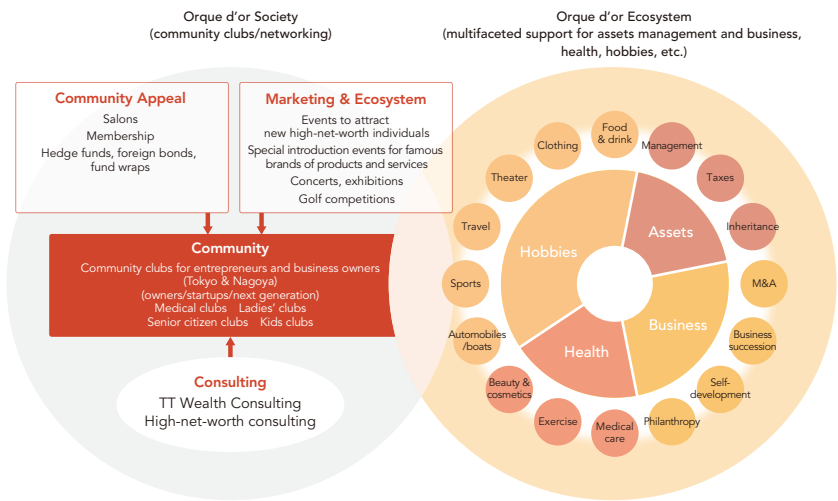 Orque d'or Society
(community clubs/networking)
Orque d'or Ecosystem
(multifaceted support for assets management and business,
health, hobbies, etc.)
Community Appeal
Salons
Membership
Hedge funds, foreign bonds,
fund wraps
Marketing & Ecosystem
Events to attract
new high-net-worth individuals
Special introduction events for famous
brands of products and services
Concerts, exhibitions
Golf competitions
Community
Community clubs for entrepreneurs and business owners
(Tokyo & Nagoya)
(owners/startups/next generation)
Medical clubs Ladies' clubs
Senior citizen clubs Kids clubs
Consulting
TT Wealth Consulting
High-net-worth consulting
Hobbies
Assets
Business
Health
Food
& drink
Management
Taxes
Inheritance
M&A
Business
succession
Self-
development
Philanthropy
Medical
care
Exercise
Beauty &
cosmetics
Automobiles
/boats
Sports
Travel
Theater
Clothing